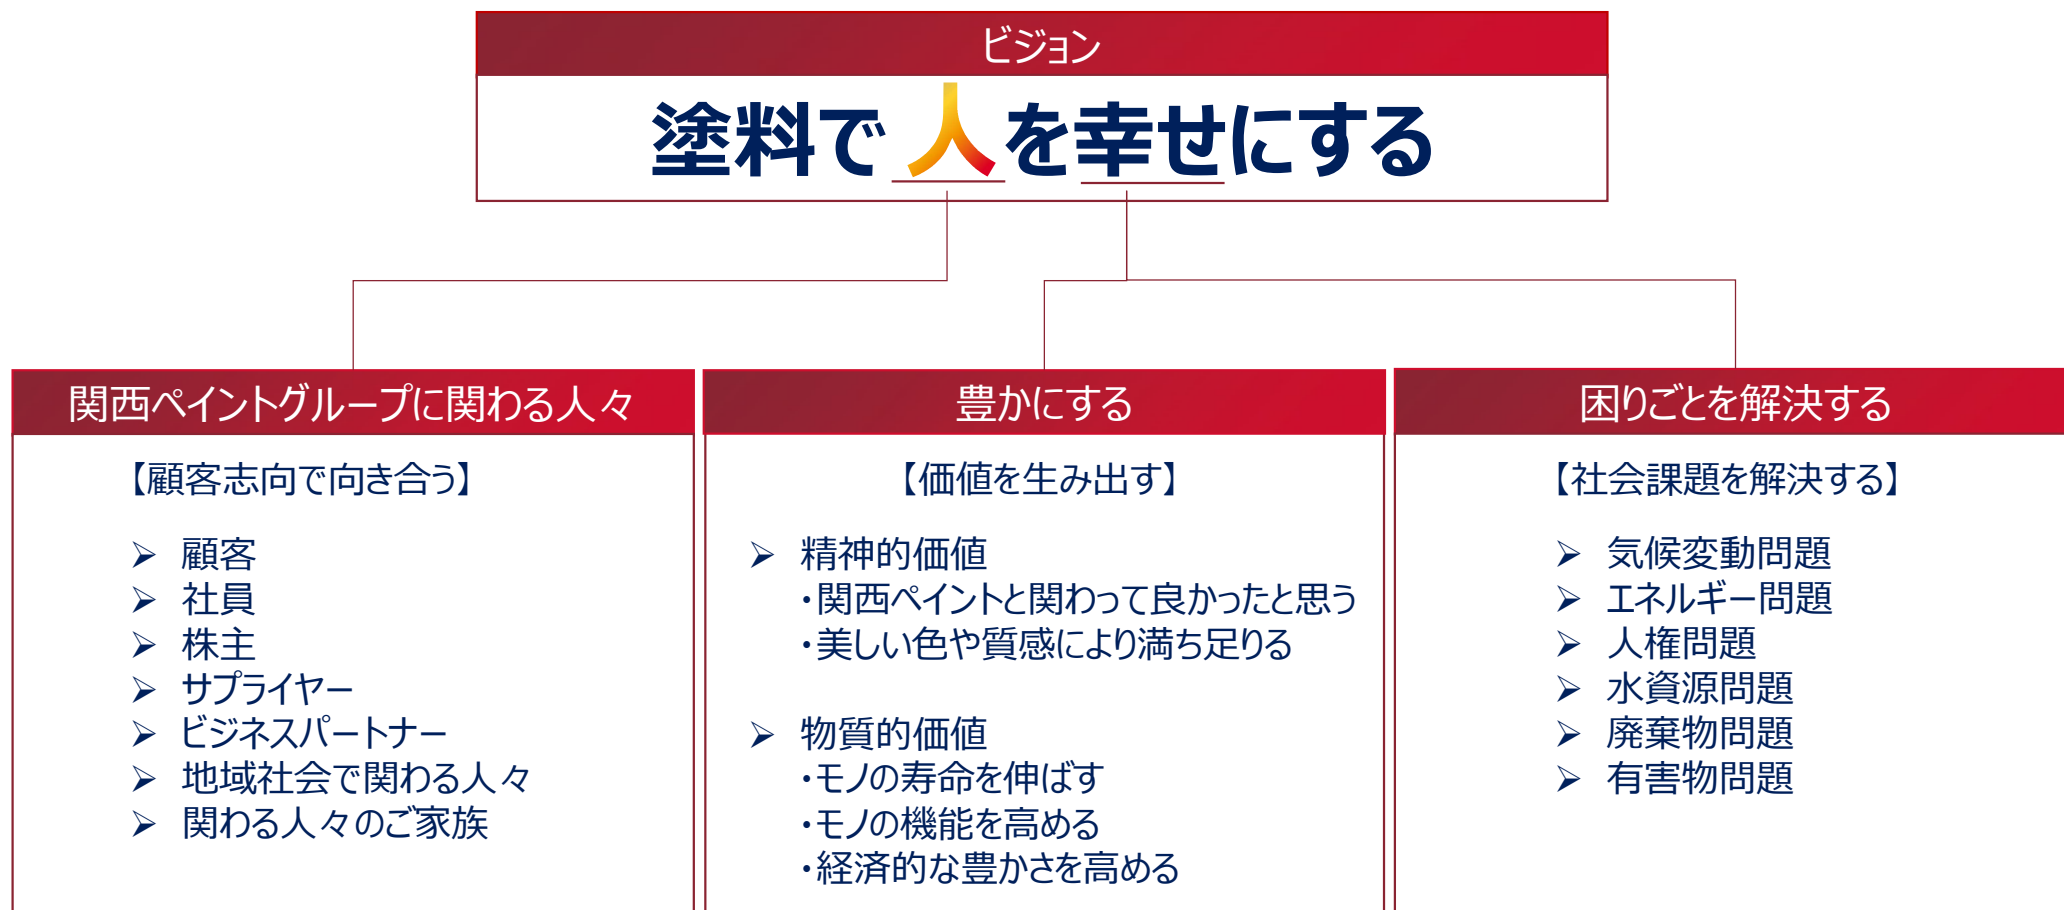 ビジョン
塗料で人を幸せにする
関西ペイントグループに関わる人々
【顧客志向で向き合う】
➢ 顧客
➢ 社員
➢ 株主
➢ サプライヤー
➢ ビジネスパートナー
➢ 地域社会で関わる人々
➢ 関わる人々のご家族
豊かにする
【価値を生み出す】
➢ 精神的価値
・関西ペイントと関わって良かったと思う
・美しい色や質感により満ち足りる
➢ 物質的価値
・モノの寿命を伸ばす
・モノの機能を高める
・経済的な豊かさを高める
困りごとを解決する
【社会課題を解決する】
➢ 気候変動問題
➢ エネルギー問題
➢ 人権問題
➢ 水資源問題
➢ 廃棄物問題
➢ 有害物問題